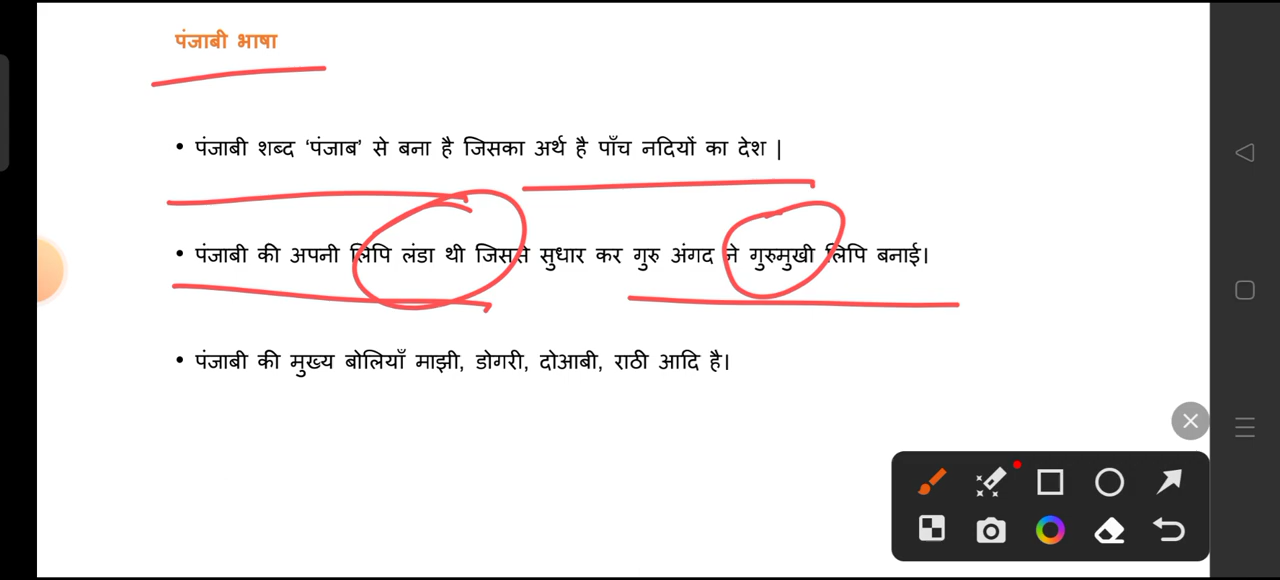 पंजाबी भाषा
• पंजाबी शब्द ‘पंजाब’ से बना है जिसका अर्थ है पाँच नदियों का देश |
• पंजाबी की अपनी लिपि लंडा थी जिससे सुधार कर गुरु अंगद ने गुरुमुखी लिपि बनाई।
• पंजाबी की मुख्य बोलियाँ माझी, डोगरी, दोआबी, राठी आदि है।